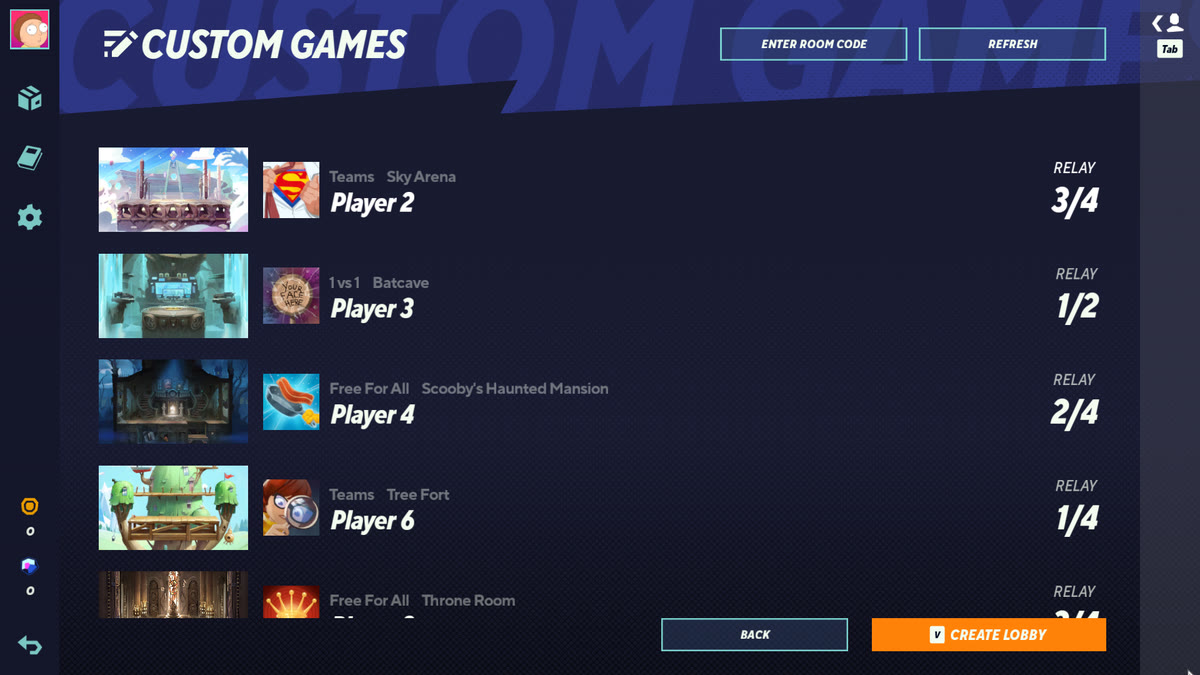 CUSTOM GAMES
ENTER ROOM CODE
REFRESH
Tab
Teams Sky Arena
Player 2
RELAY
3/4
1 vs 1 Batcave
Player 3
RELAY
1/2
YOUR
FACE
HERE
Free For All Scooby's Haunted Mansion
Player 4
RELAY
2/4
Teams Tree Fort
Player 6
RELAY
1/4
Free For All Throne Room
RELAY
0
0
BACK
V CREATE LOBBY